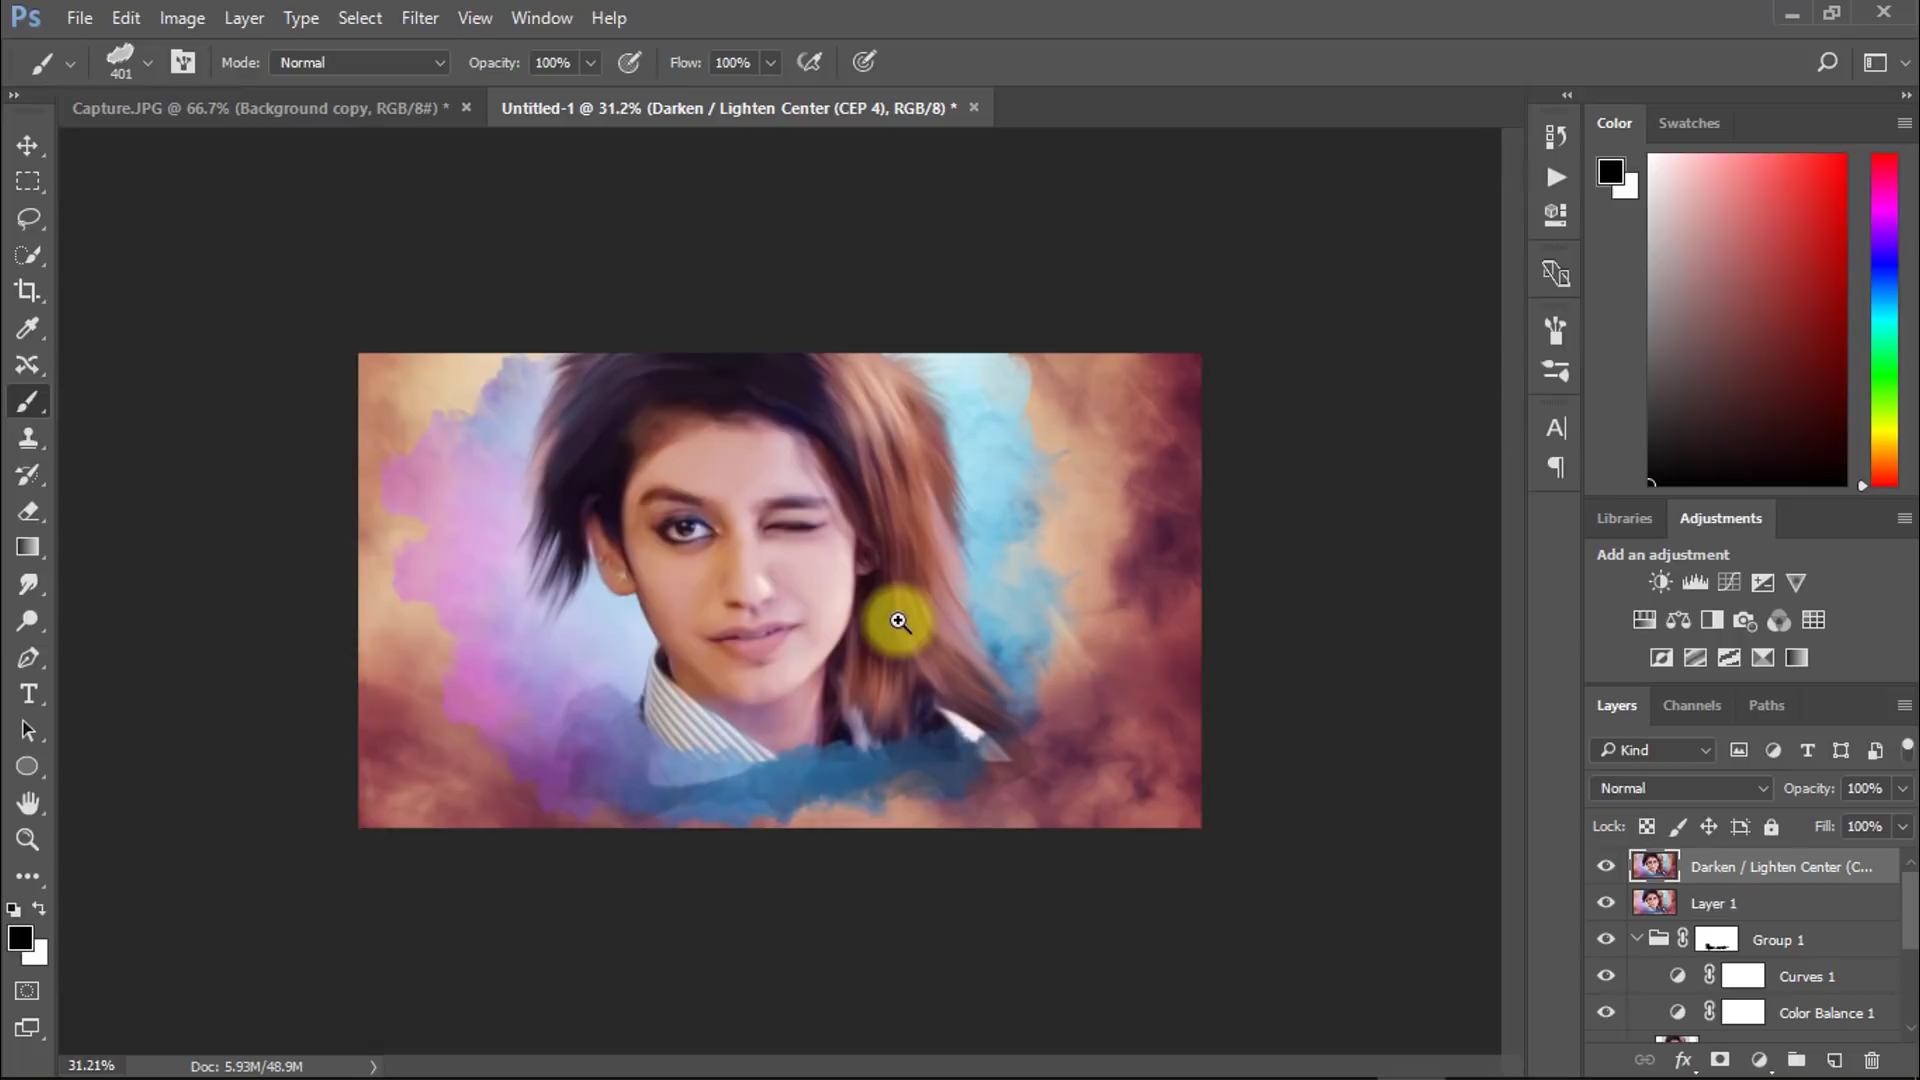 Ps File Edit Image Layer Type Select Filter View Window Help
401 Mode: Normal Opacity: 100% Flow: 100%
Capture.JPG @ 66.7% (Background copy, RGB/8#) * × Untitled-1 @ 31.2% (Darken / Lighten Center (CEP 4), RGB/8) * ×
Color Swatches
Libraries Adjustments
Add an adjustment
Layers Channels Paths
Kind
Normal Opacity: 100%
Lock: Fill: 100%
Darken / Lighten Center (C...
Layer 1
Group 1
Curves 1
Color Balance 1
31.21% Doc: 5.93M/48.9M